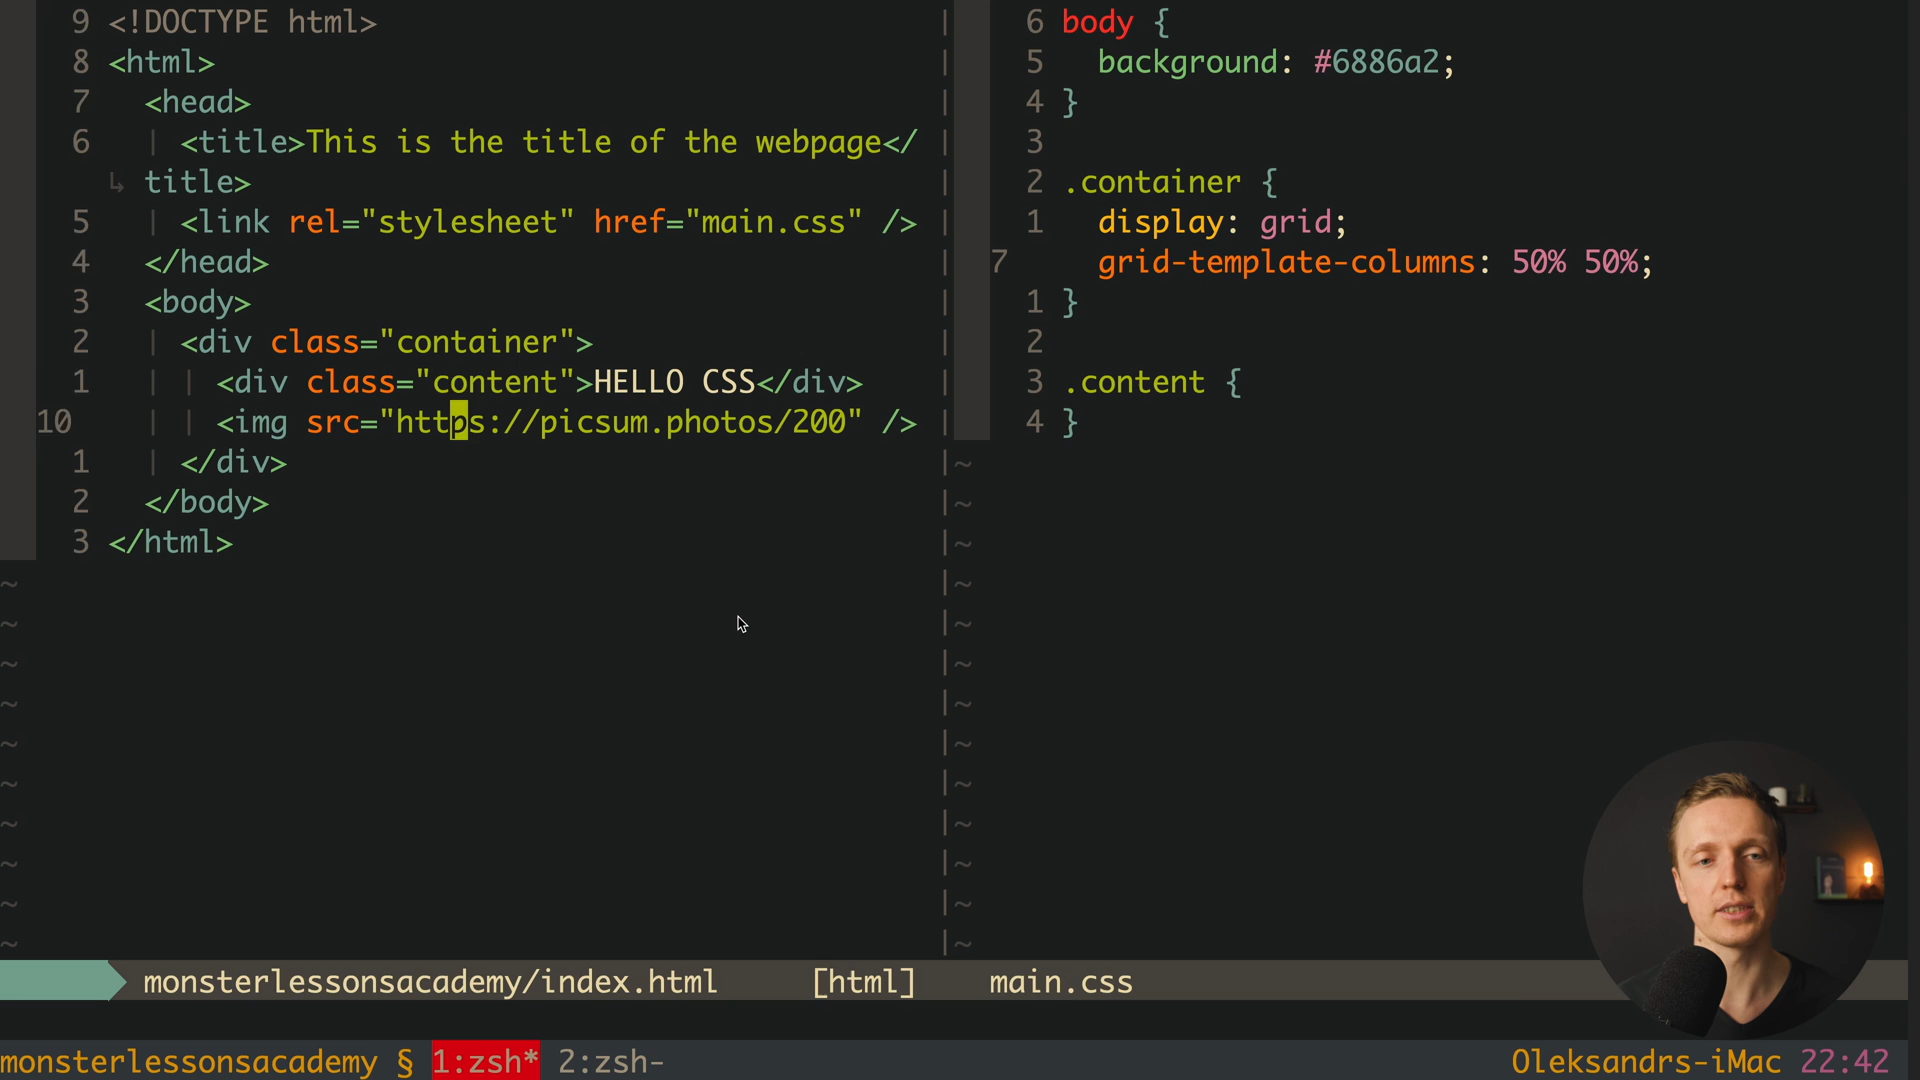 9 <!DOCTYPE html>
8 <html>
7 <head>
6 | <title>This is the title of the webpage</
↳ title>
5 | <link rel="stylesheet" href="main.css" />
4 </head>
3 <body>
2 | <div class="container">
1 | | <div class="content">HELLO CSS</div>
10 | | <img src="https://picsum.photos/200" />
1 | </div>
2 </body>
3 </html>
6 body {
5 background: #6886a2;
4 }
3
2 .container {
1 display: grid;
7 grid-template-columns: 50% 50%;
1 }
2
3 .content {
4 }
monsterlessonsacademy/index.html [html] main.css
monsterlessonsacademy § 1:zsh* 2:zsh- Oleksandrs-iMac 22:42